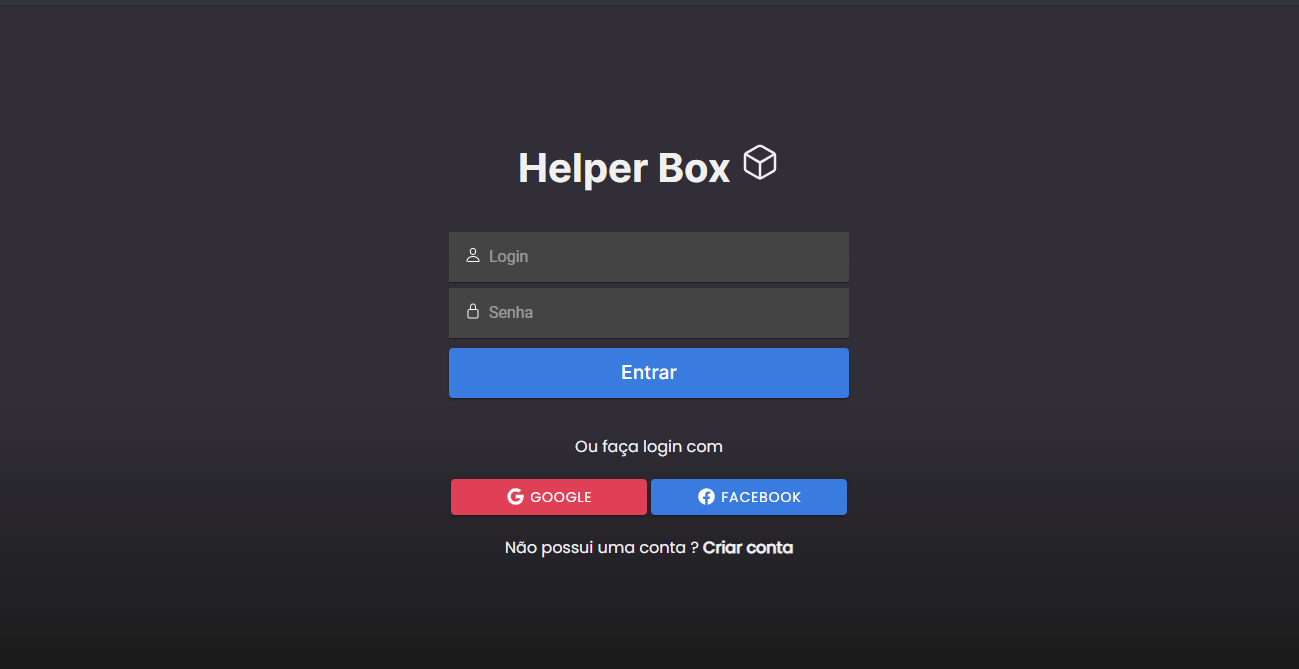 Helper Box
Login
Senha
Entrar
Ou faça login com
GOOGLE FACEBOOK
Não possui uma conta ? Criar conta